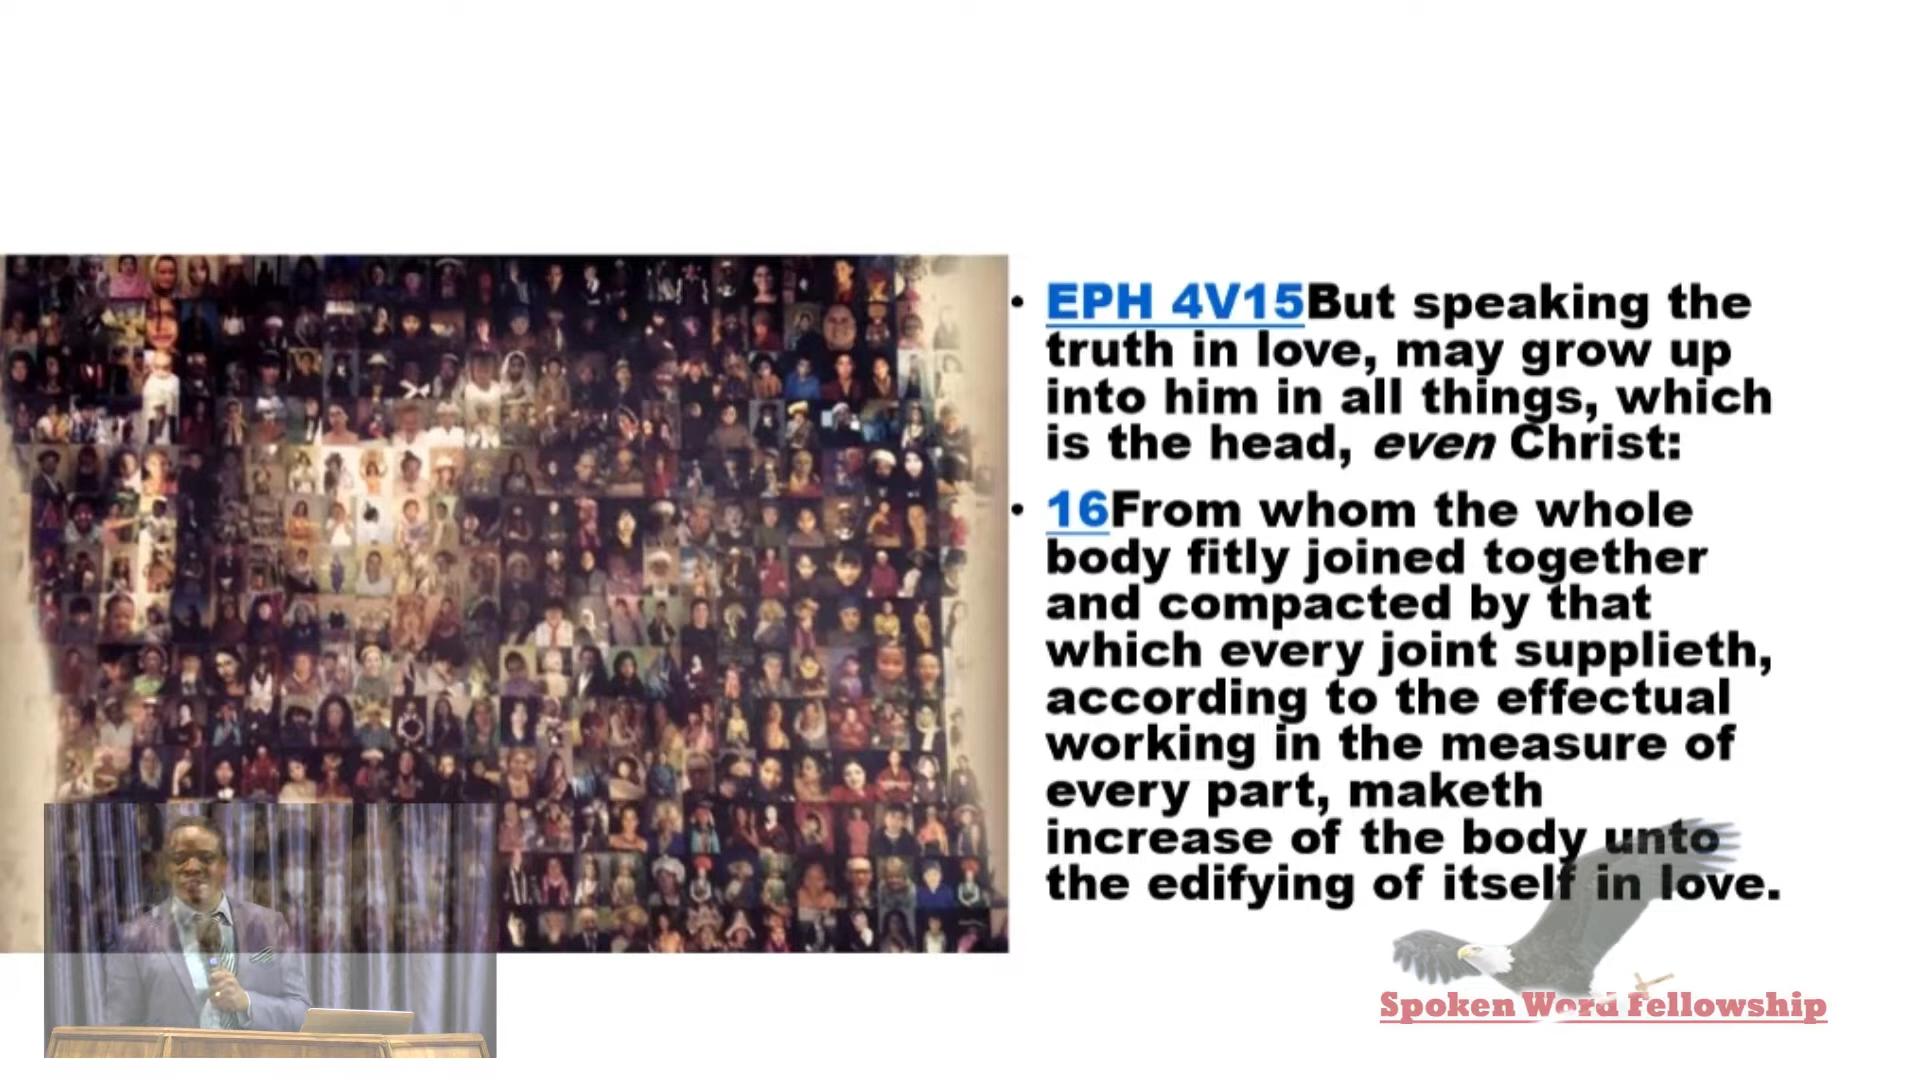 • EPH 4V15But speaking the
truth in love, may grow up
into him in all things, which
is the head, even Christ:
• 16From whom the whole
body fitly joined together
and compacted by that
which every joint supplieth,
according to the effectual
working in the measure of
every part, maketh
increase of the body unto
the edifying of itself in love.
Spoken Word Fellowship